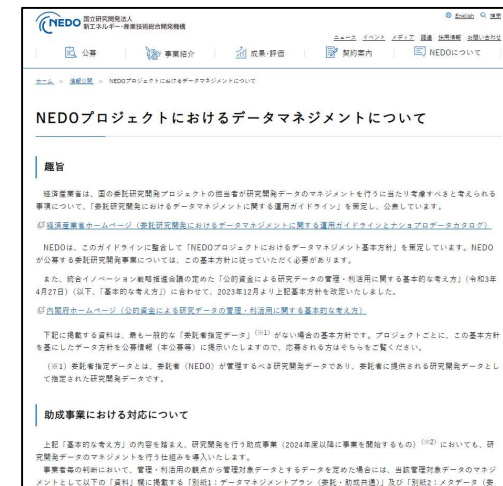 NEDO 国立研究開発法人
新エネルギー・産業技術総合開発機構
English 検索
ニュース イベント メディア 調達 採用情報 お問い合わせ
公募 事業紹介 成果・評価 契約案内 NEDOについて
ホーム > 情報公開 > NEDOプロジェクトにおけるデータマネジメントについて
NEDOプロジェクトにおけるデータマネジメントについて
趣旨
経済産業省は、国の委託研究開発プロジェクトの担当者が研究開発データのマネジメントを行うに当たり考慮すべきと考えられる
事項について、「委託研究開発におけるデータマネジメントに関する運用ガイドライン」を策定し、公表しています。
経済産業省ホームページ（委託研究開発におけるデータマネジメントに関する運用ガイドラインとナショプロデータカタログ）
NEDOは、このガイドラインに整合して「NEDOプロジェクトにおけるデータマネジメント基本方針」を策定しています。NEDO
が公募する委託研究開発事業については、この基本方針に従っていただく必要があります。
また、統合イノベーション戦略推進会議の定めた「公的資金による研究データの管理・利活用に関する基本的な考え方」（令和3年
4月27日）（以下、「基本的な考え方」）に合わせて、2023年12月より上記基本方針を改定いたしました。
内閣府ホームページ（公的資金による研究データの管理・利活用に関する基本的な考え方）
下記に掲載する資料は、最も一般的な「委託者指定データ」（※1）がない場合の基本方針です。プロジェクトごとに、この基本方針
を基にしたデータ方針を公募情報（本公募等）に掲示いたしますので、応募される方はそちらをご覧ください。
（※1）委託者指定データとは、委託者（NEDO）が管理するべき研究開発データであり、委託者に提供される研究開発データとし
て指定された研究開発データです。
助成事業における対応について
上記「基本的な考え方」の内容を踏まえ、研究開発を行う助成事業（2024年度以降に事業を開始するもの）（※2）においても、研
究開発データのマネジメントを行う仕組みを導入いたします。
事業者毎の判断において、管理・利活用の観点から管理対象データとするデータを定めた場合には、当該管理対象データのマネジ
メントとして以下の「資料」欄に掲載する「別紙1：データマネジメントプラン（委託・助成共通）」及び「別紙2：メタデータ（委